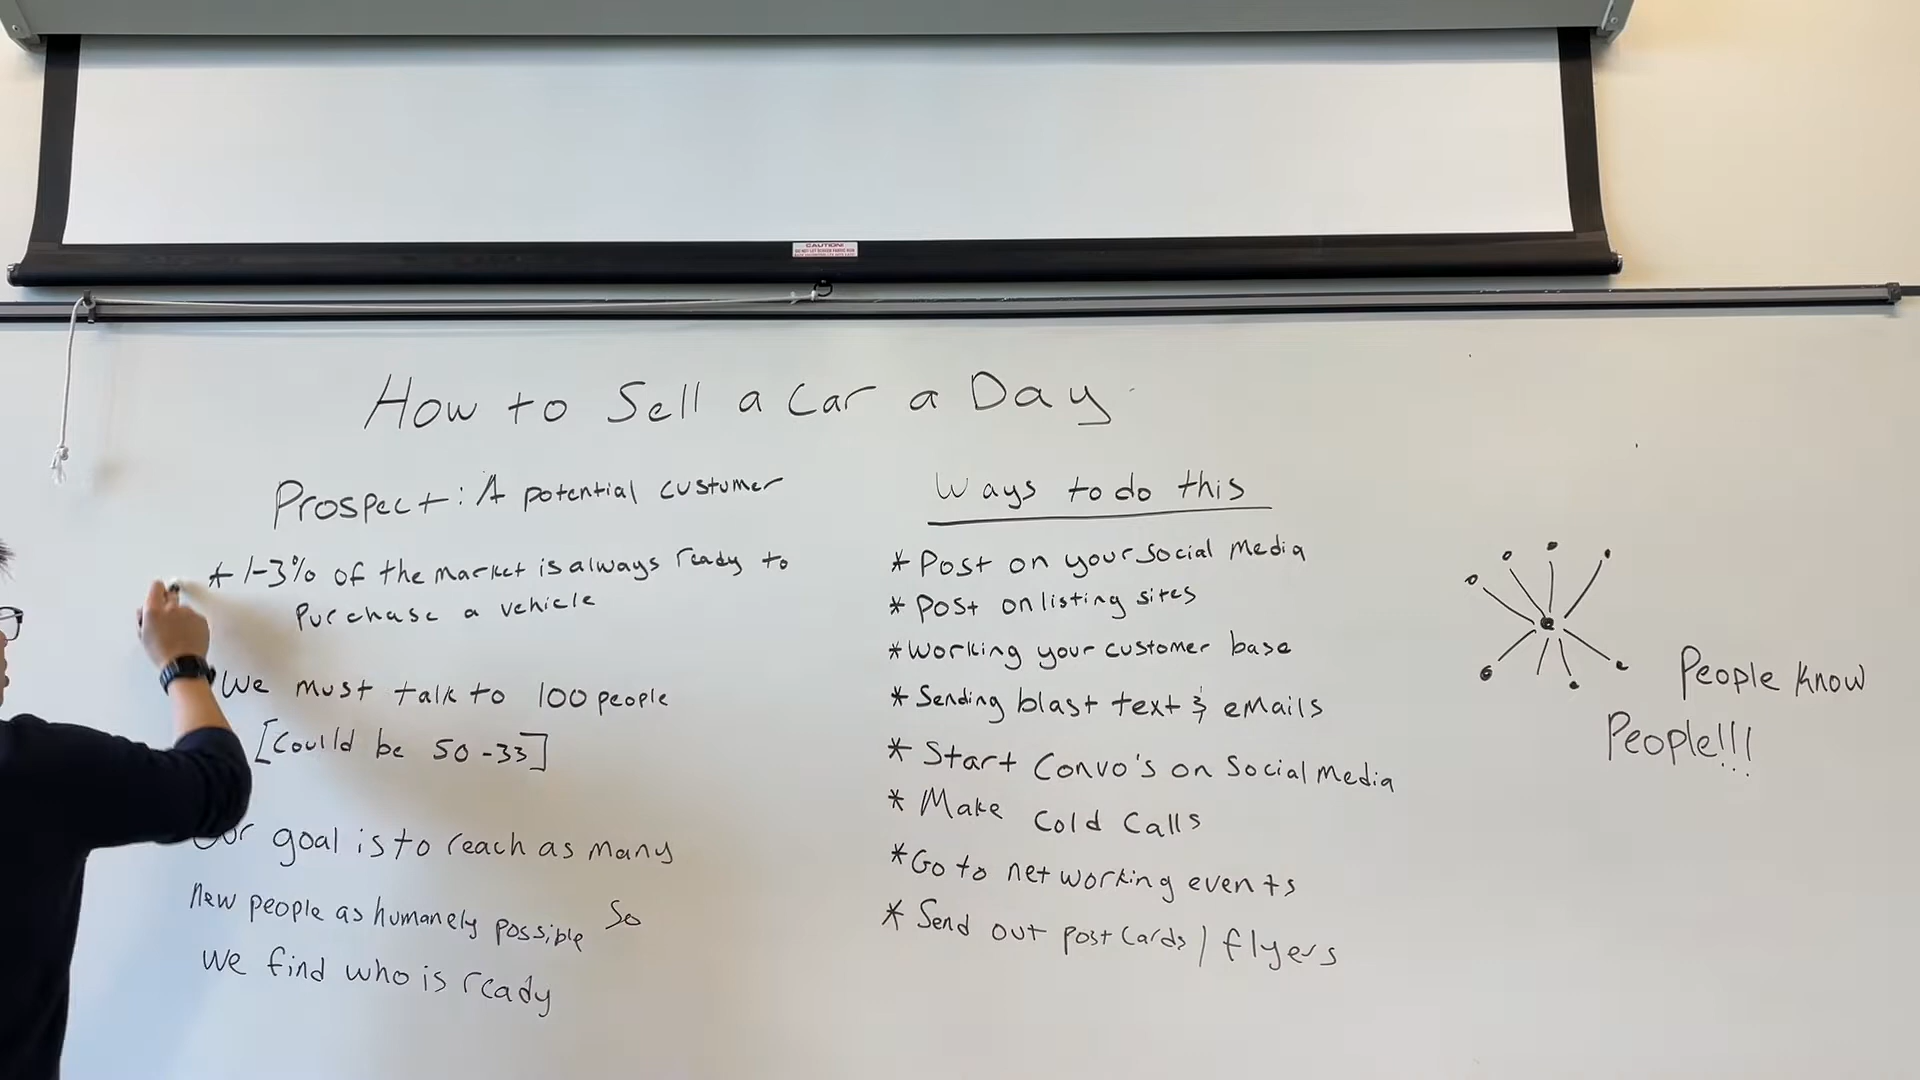 CAUTION!
How to Sell a Car a Day
Prospect: A potential custumer
* 1-3% of the market is always ready to
purchase a vehicle
We must talk to 100 people
[Could be 50-33]
Our goal is to reach as many
new people as humanely possible so
we find who is ready
Ways to do this
* Post on your social media
* Post on listing sites
* Working your customer base
* Sending blast text & emails
* Start Convo's on Social Media
* Make Cold Calls
* Go to networking events
* Send out postcards / flyers
People know
People!!!